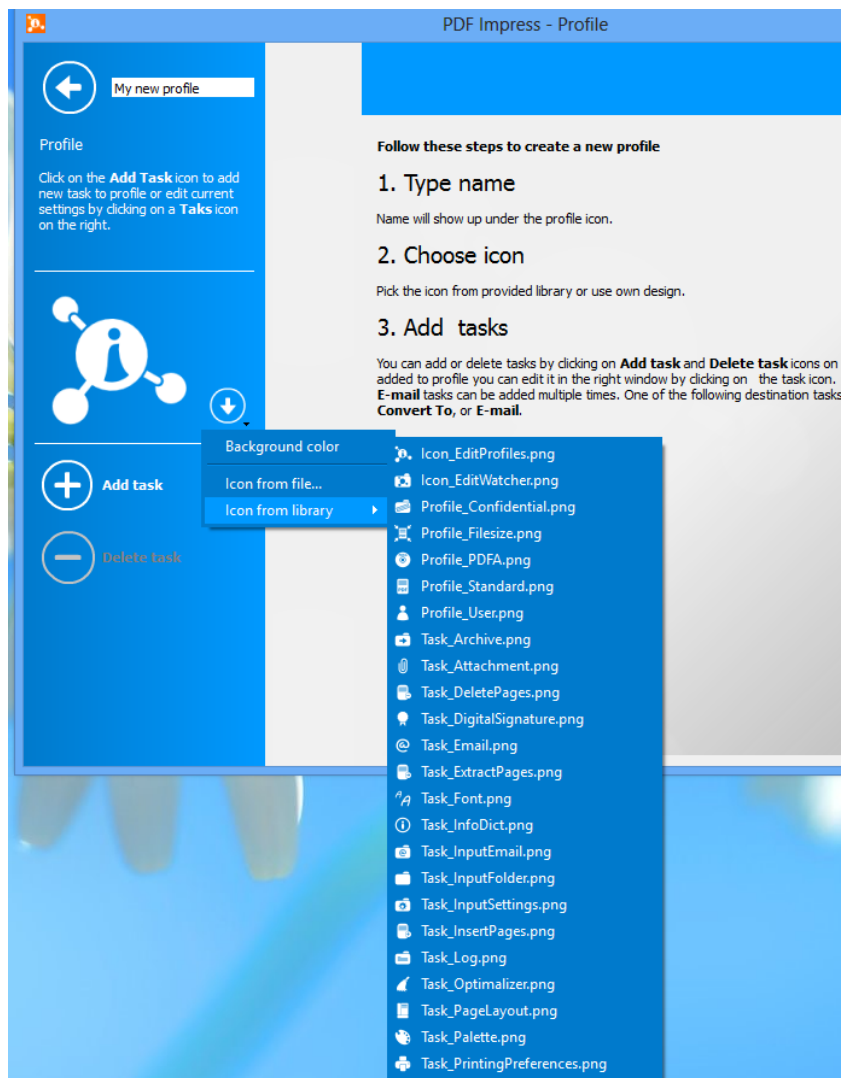 PDF Impress - Profile
My new profile
Profile
Click on the Add Task icon to add
new task to profile or edit current
settings by clicking on a Taks icon
on the right.
Follow these steps to create a new profile
1. Type name
Name will show up under the profile icon.
2. Choose icon
Pick the icon from provided library or use own design.
3. Add tasks
You can add or delete tasks by clicking on Add task and Delete task icons on
added to profile you can edit it in the right window by clicking on the task icon.
E-mail tasks can be added multiple times. One of the following destination tasks
Convert To, or E-mail.
Add task
Delete task
Background color
Icon from file...
Icon from library
Icon_EditProfiles.png
Icon_EditWatcher.png
Profile_Confidential.png
Profile_Filesize.png
Profile_PDFA.png
Profile_Standard.png
Profile_User.png
Task_Archive.png
Task_Attachment.png
Task_DeletePages.png
Task_DigitalSignature.png
Task_Email.png
Task_ExtractPages.png
Task_Font.png
Task_InfoDict.png
Task_InputEmail.png
Task_InputFolder.png
Task_InputSettings.png
Task_InsertPages.png
Task_Log.png
Task_Optimalizer.png
Task_PageLayout.png
Task_Palette.png
Task_PrintingPreferences.png